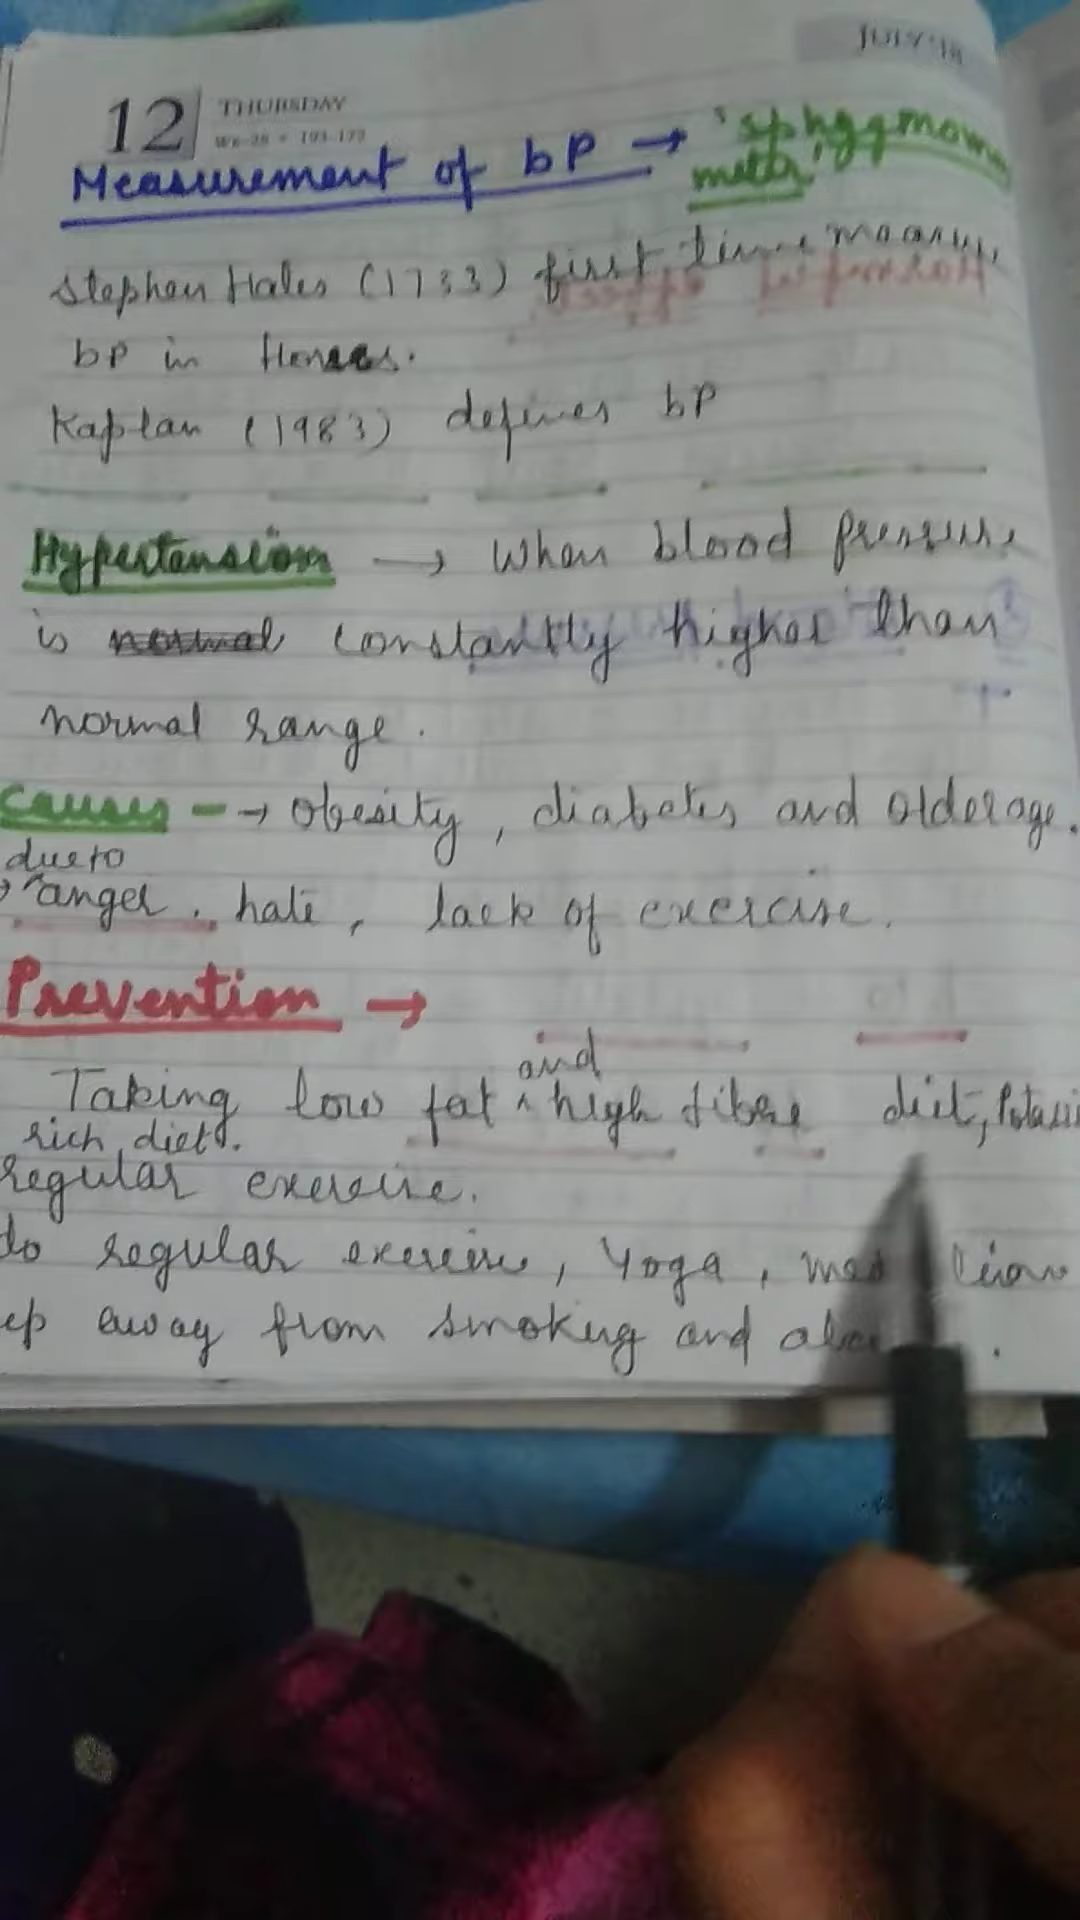 JULY'18
12 THURSDAY
Measurement of bP → 'sphygmomano
meter'
Stephen Hales (1733) first time measure
bP in Horses.
Kaplan (1983) defines bP
Hypertension → When blood pressure
is normal constantly higher than
normal range.
Causes → Obesity, diabetes and older age.
due to
anger, hate, lack of exercise.
Prevention →
and
Taking low fat ^ high fibre diet, Potassi
rich diet.
regular exercise.
do regular exercise, Yoga,
ep away from smoking and